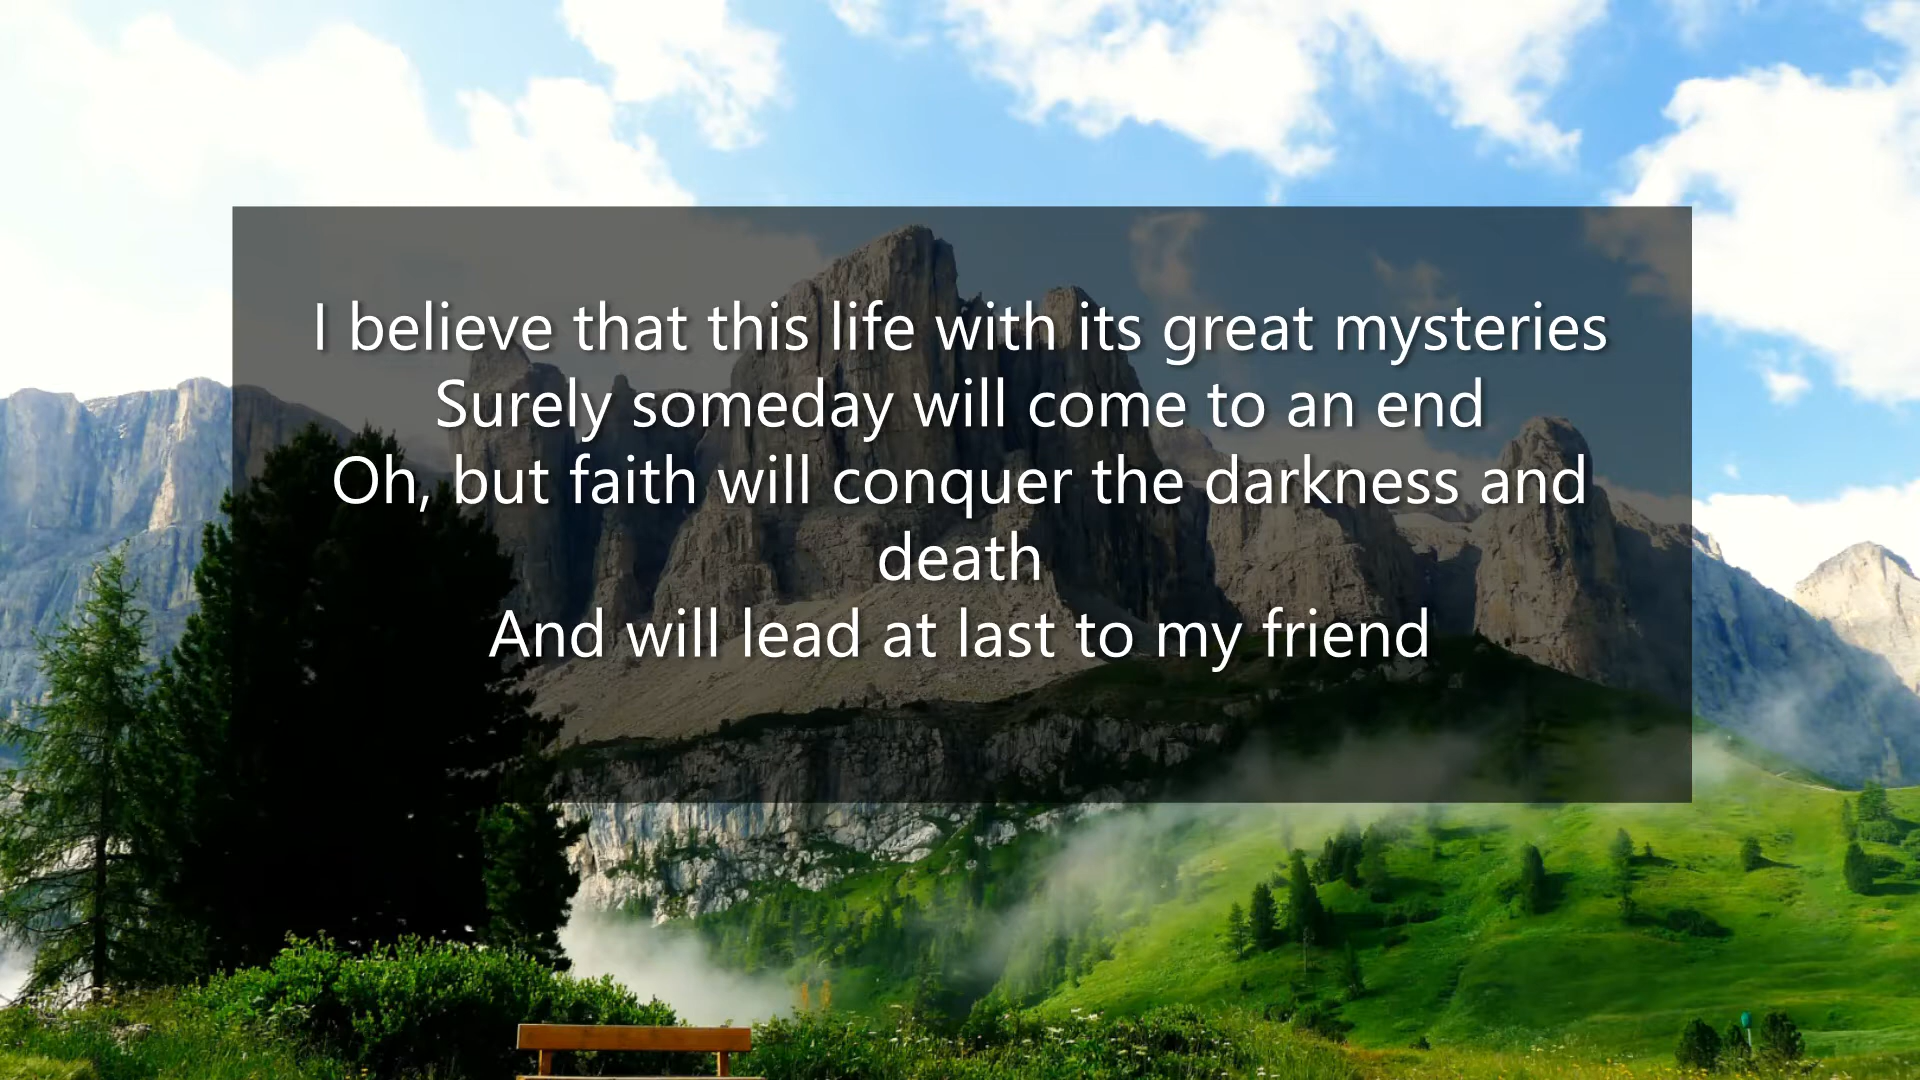 I believe that this life with its great mysteries
Surely someday will come to an end
Oh, but faith will conquer the darkness and
death
And will lead at last to my friend